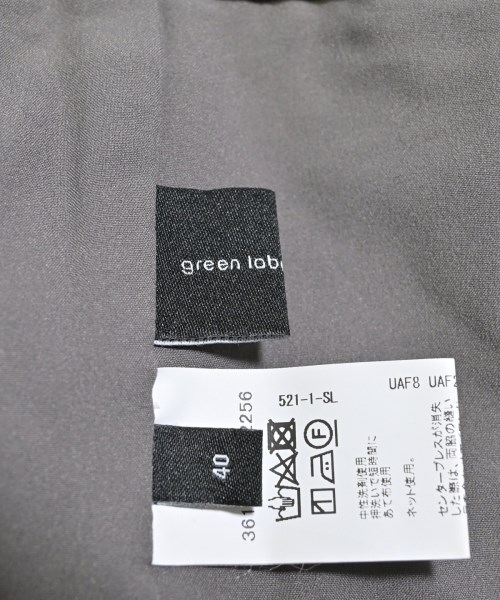 green labe
521-1-SL
UAF8 UAF2
2256
361
40
中性洗剤使用
押洗いで短時間に
あて布使用
ネット使用。
センタープレスが消失
した際は、両脇の縫い